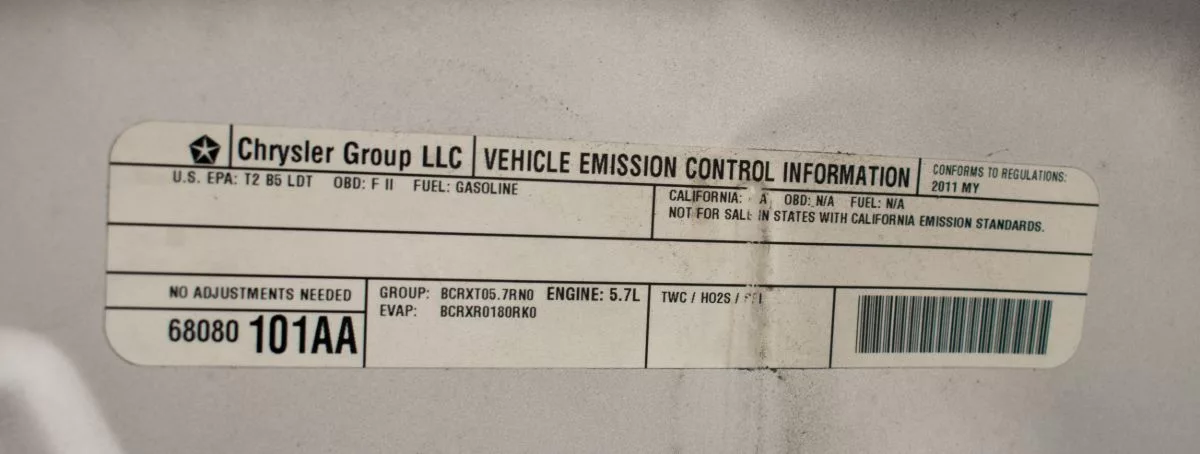 Chrysler Group LLC VEHICLE EMISSION CONTROL INFORMATION CONFORMS TO REGULATIONS:
2011 MY
U.S. EPA: T2 B5 LDT OBD: F II FUEL: GASOLINE
CALIFORNIA: A OBD: N/A FUEL: N/A
NOT FOR SALE IN STATES WITH CALIFORNIA EMISSION STANDARDS.
NO ADJUSTMENTS NEEDED
68080 101AA
GROUP: BCRXT05.7RN0 ENGINE: 5.7L
EVAP: BCRXR0180RK0
TWC / HO2S /